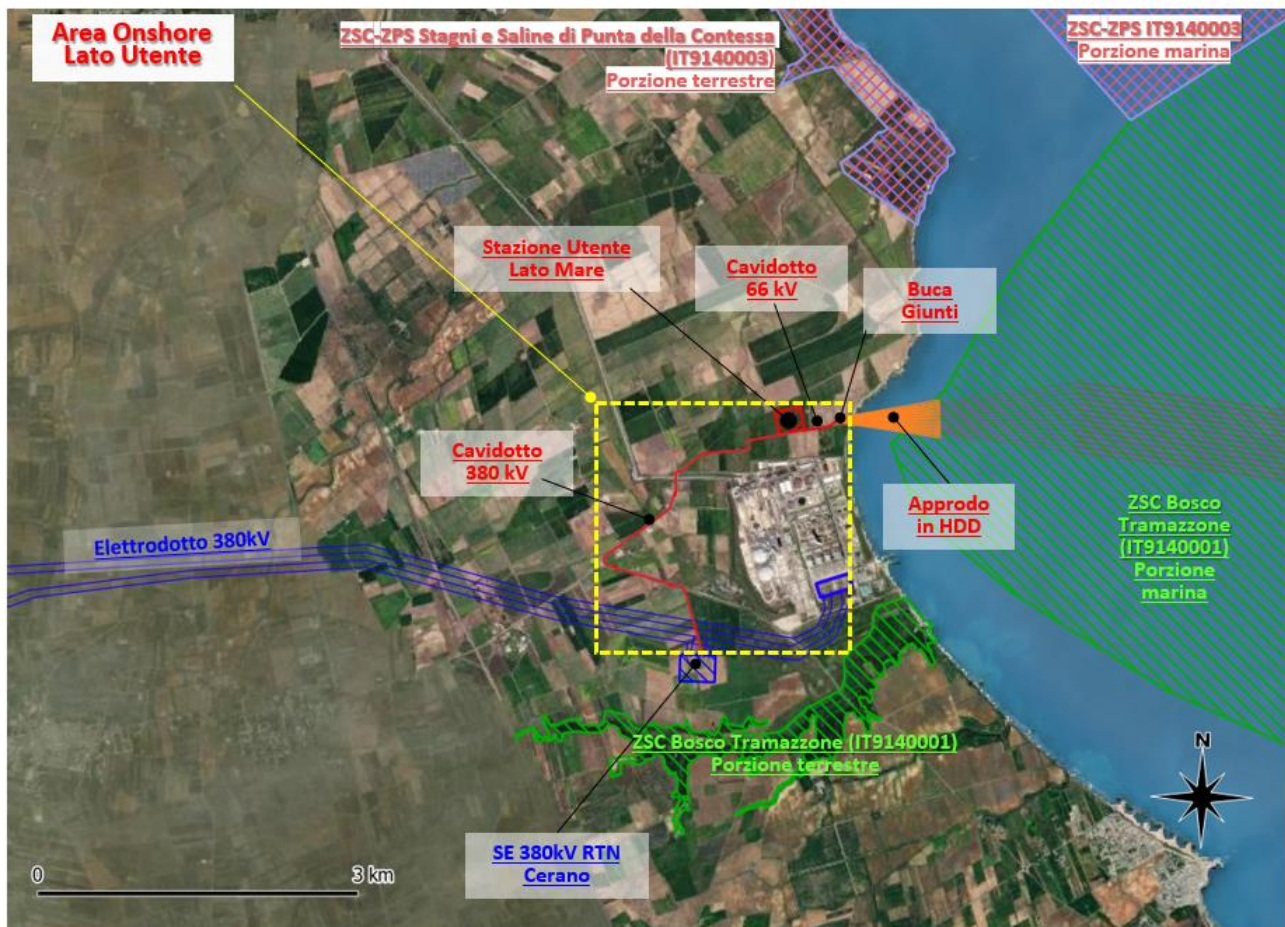 Area Onshore
Lato Utente
ZSC-ZPS Stagni e Saline di Punta della Contessa
(IT9140003)
Porzione terrestre
ZSC-ZPS IT9140003
Porzione marina
Stazione Utente
Lato Mare
Cavidotto
66 kV
Buca
Giunti
Cavidotto
380 kV
Approdo
in HDD
Elettrodotto 380kV
ZSC Bosco
Tramazzone
(IT9140001)
Porzione
marina
ZSC Bosco Tramazzone (IT9140001)
Porzione terrestre
N
SE 380kV RTN
Cerano
0
3 km